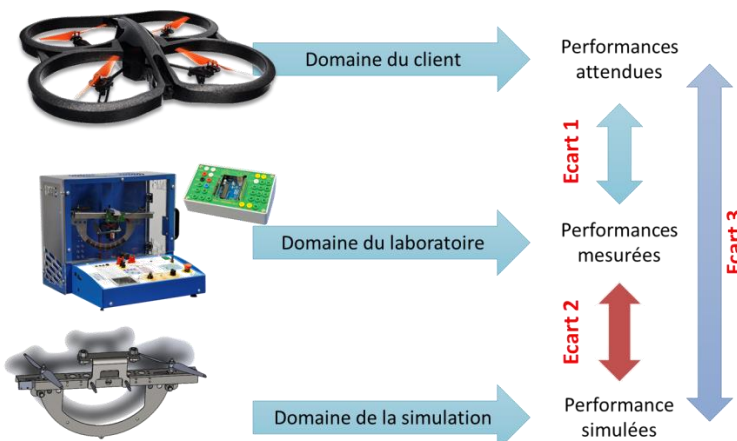 Domaine du client
Performances
attendues
Ecart 1
Domaine du laboratoire
Performances
mesurées
Ecart 3
Ecart 2
Domaine de la simulation
Performance
simulées